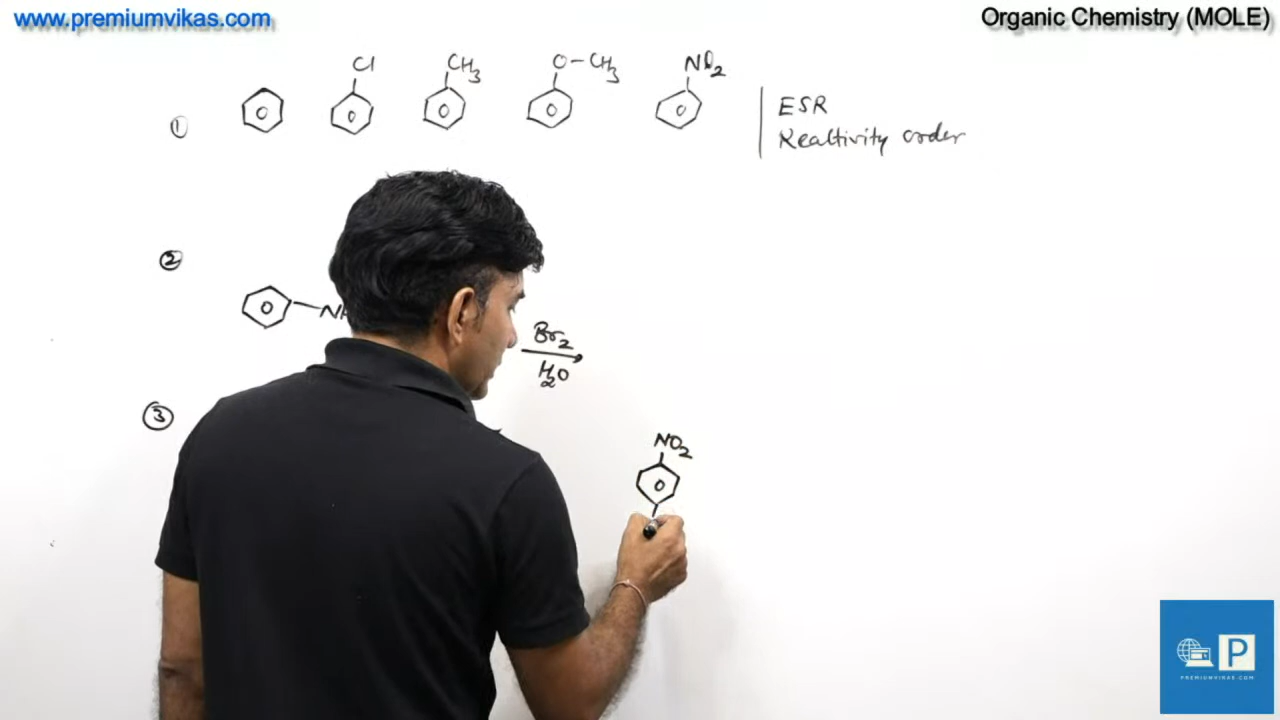 www.premiumvikas.com
Organic Chemistry (MOLE)
Cl CH3 O-CH3 NO2
① ESR
Reactivity order
②
Br2
H2O
③
NO2
P
PREMIUMVIKAS.COM